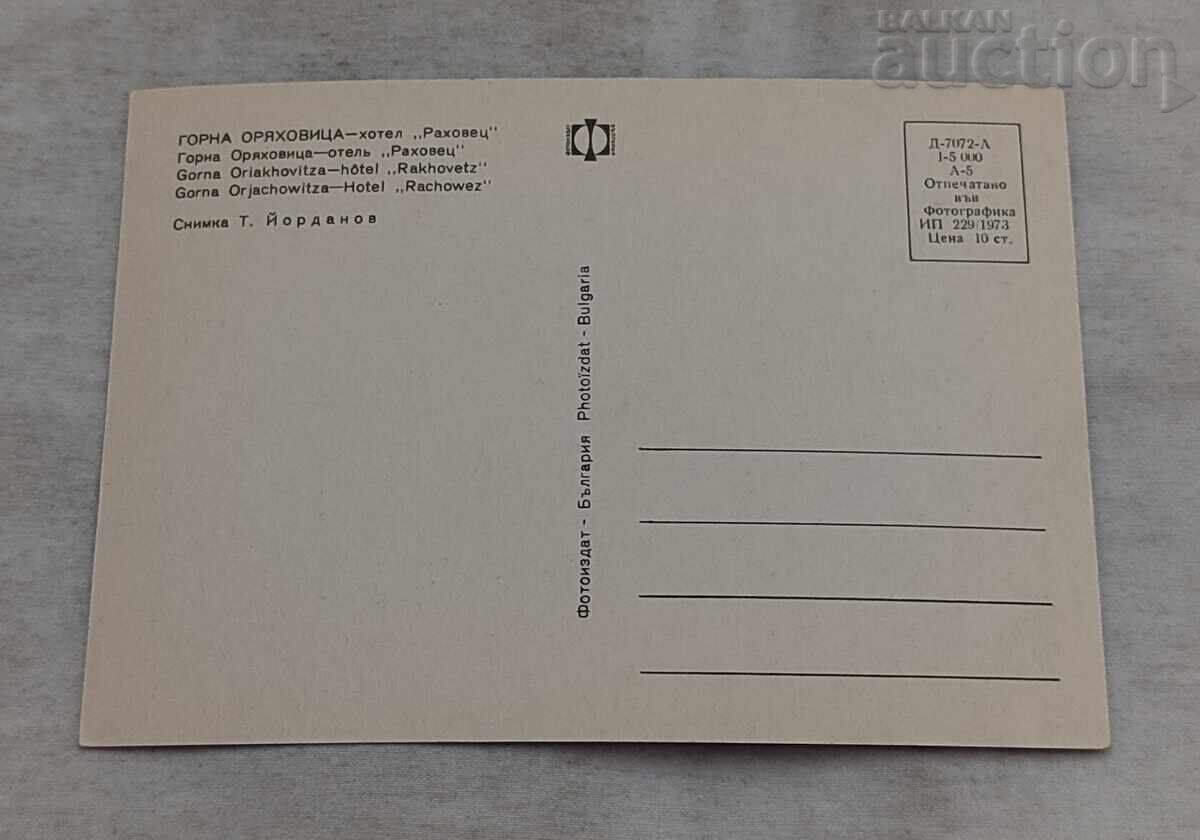 BALKAN
auction
ГОРНА ОРЯХОВИЦА—хотел „Раховец"
Горна Оряховица—отель „Раховец"
Gorna Oriakhovitza—hôtel „Rakhovetz"
Gorna Orjachowitza—Hotel „Rachowez"
Снимка Т. Йорданов
Фотоиздат - България Photoïzdat - Bulgaria
Д-7072-А
1-5 000
А-5
Отпечатано
във
Фотографика
ИП 229/1973
Цена 10 ст.